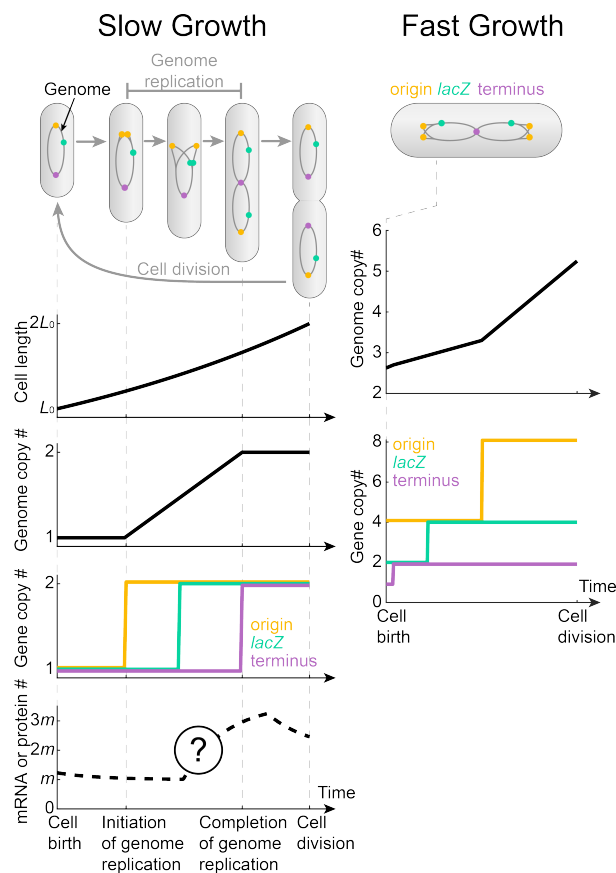 Slow Growth
Genome
replication
Genome
Cell division
Cell length
2L₀
L₀
Genome copy #
2
1
Gene copy #
2
1
origin
lacZ
terminus
mRNA or protein #
3m
2m
m
0
?
Time
Cell
birth
Initiation
of genome
replication
Completion
of genome
replication
Cell
division
Fast Growth
origin lacZ terminus
Genome copy#
6
5
4
3
2
Gene copy#
8
6
4
2
0
origin
lacZ
terminus
Time
Cell
birth
Cell
division